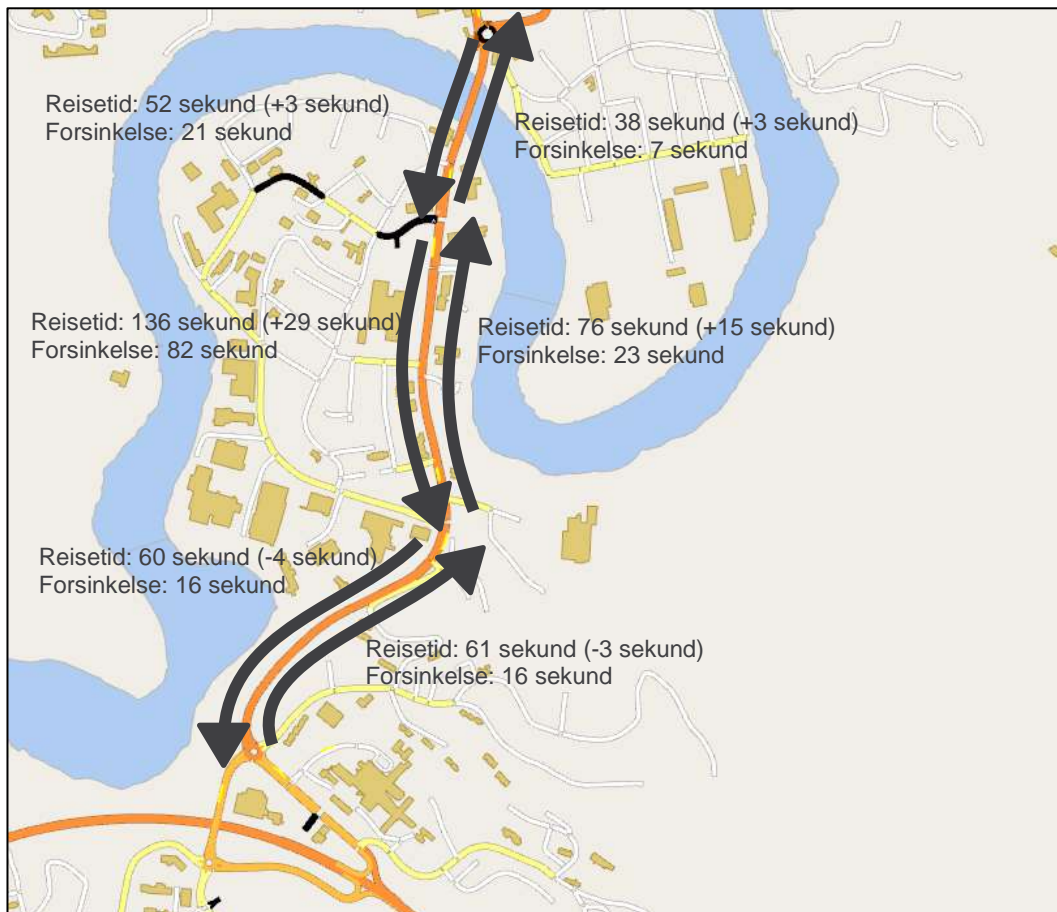 Reisetid: 52 sekund (+3 sekund)
Forsinkelse: 21 sekund
Reisetid: 38 sekund (+3 sekund)
Forsinkelse: 7 sekund
Reisetid: 136 sekund (+29 sekund)
Forsinkelse: 82 sekund
Reisetid: 76 sekund (+15 sekund)
Forsinkelse: 23 sekund
Reisetid: 60 sekund (-4 sekund)
Forsinkelse: 16 sekund
Reisetid: 61 sekund (-3 sekund)
Forsinkelse: 16 sekund